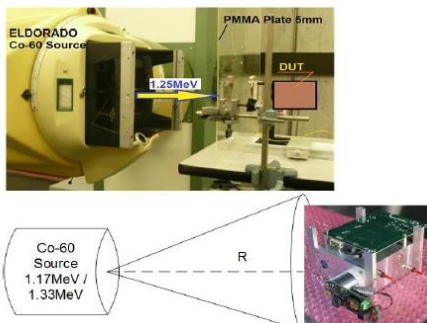 ELDORADO
Co-60 Source
PMMA Plate 5mm
1.25MeV
DUT
Co-60
Source
1.17MeV /
1.33MeV
R